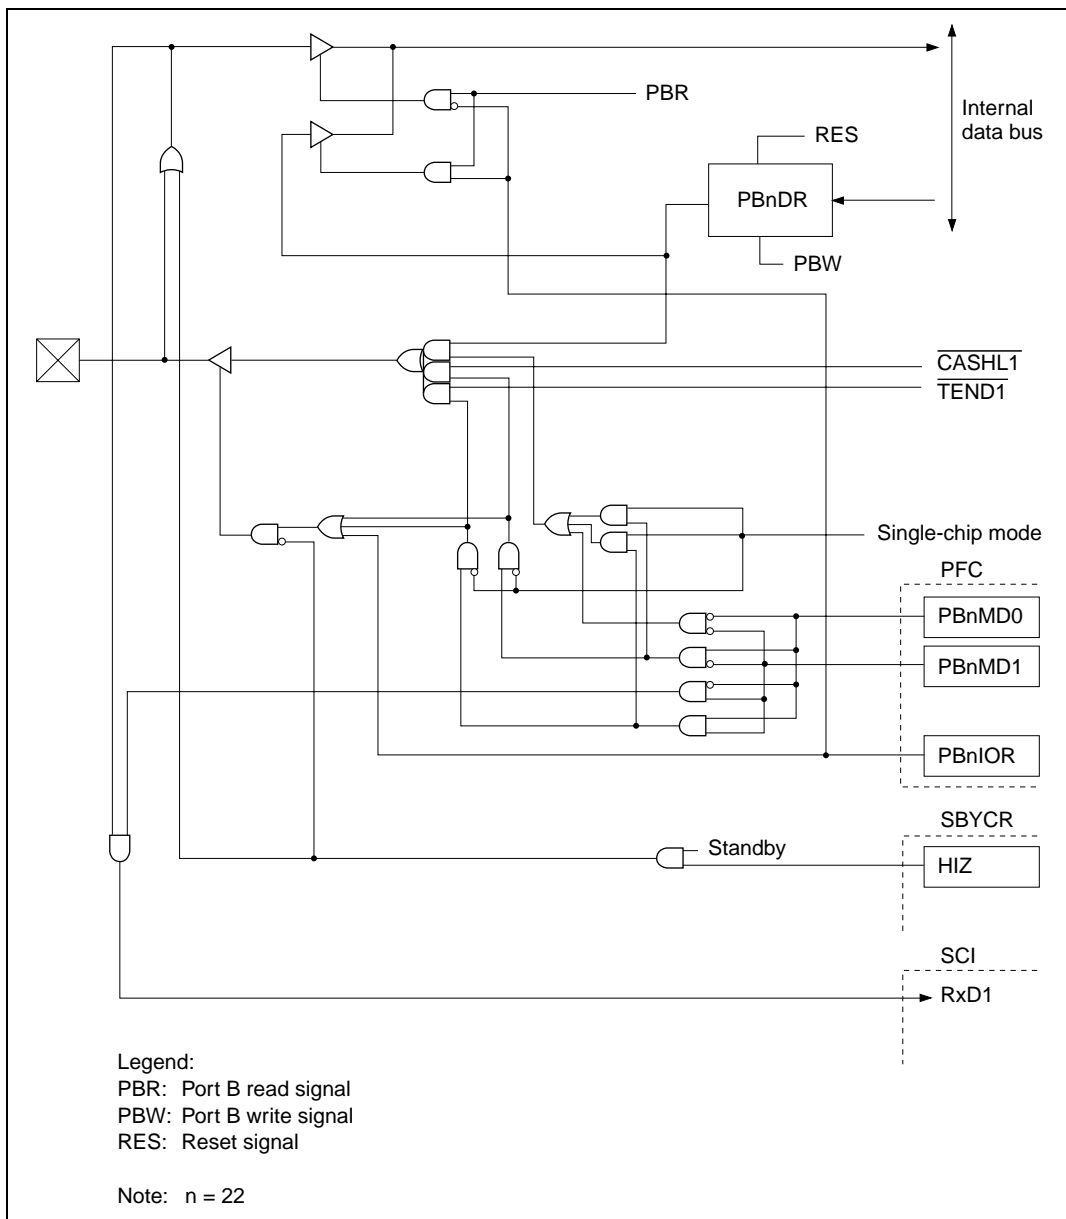 PBR
Internal
data bus
RES
PBnDR
PBW
CASHL1
TEND1
Single-chip mode
PFC
PBnMD0
PBnMD1
PBnIOR
SBYCR
Standby
HIZ
SCI
RxD1
Legend:
PBR: Port B read signal
PBW: Port B write signal
RES: Reset signal
Note: n = 22